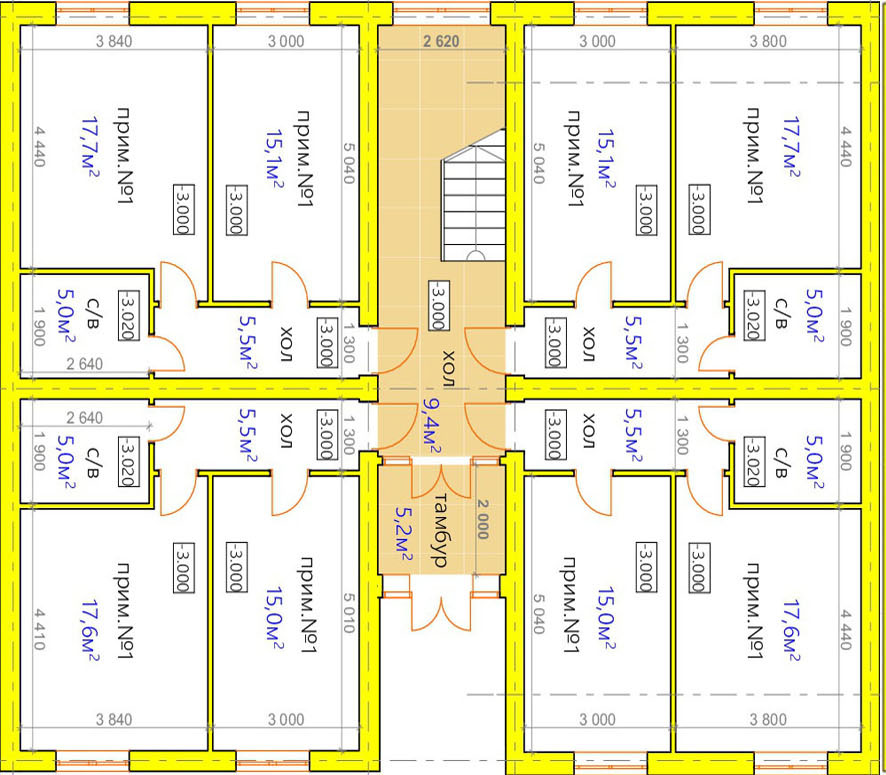 3 840
3 000
2 620
3 000
3 800
4 440
17,7м²
прим.№1
-3.000
15,1м²
прим.№1
-3.000
5 040
5 040
прим.№1
15,1м²
-3.000
-3.000
прим.№1
17,7м²
4 440
1 900
5,0м²
с/в
-3.020
2 640
5,5м²
хол
-3.000
1 300
-3.000
хол
9,4м²
-3.000
хол
5,5м²
1 300
-3.020
с/в
5,0м²
1 900
2 640
1 900
5,0м²
с/в
-3.020
5,5м²
хол
-3.000
1 300
-3.000
хол
5,5м²
1 300
-3.020
с/в
5,0м²
1 900
5,2м²
тамбур
2 000
4 410
17,6м²
прим.№1
-3.000
-3.000
15,0м²
прим.№1
5 010
5 040
прим.№1
15,0м²
-3.000
-3.000
прим.№1
17,6м²
4 440
3 840
3 000
3 000
3 800